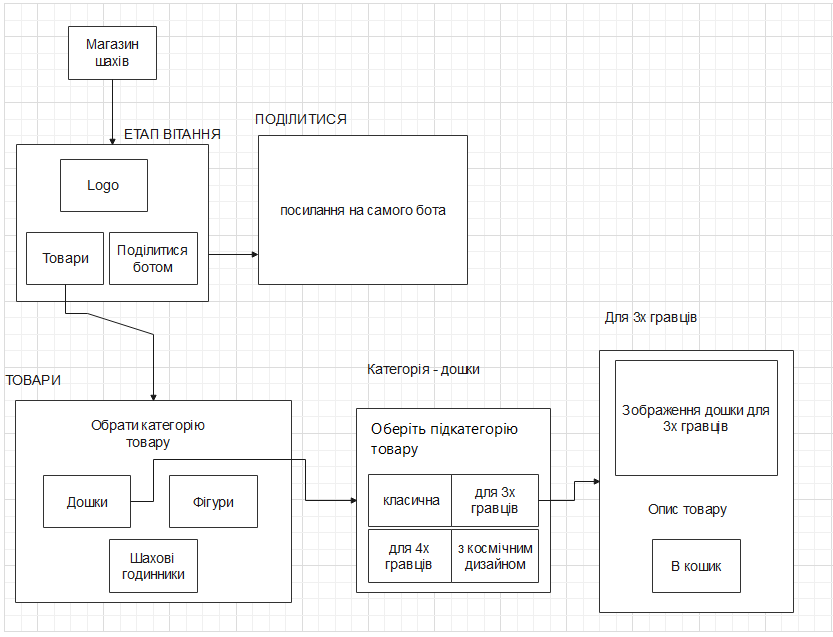 Магазин
шахів
ЕТАП ВІТАННЯ
Logo
Товари
Поділитися
ботом
ПОДІЛИТИСЯ
посилання на самого бота
ТОВАРИ
Обрати категорію
товару
Дошки
Фігури
Шахові
годинники
Категорія - дошки
Оберіть підкатегорію
товару
класична
для 3х
гравців
для 4х
гравців
з космічним
дизайном
Для 3х гравців
Зображення дошки для
3х гравців
Опис товару
В кошик